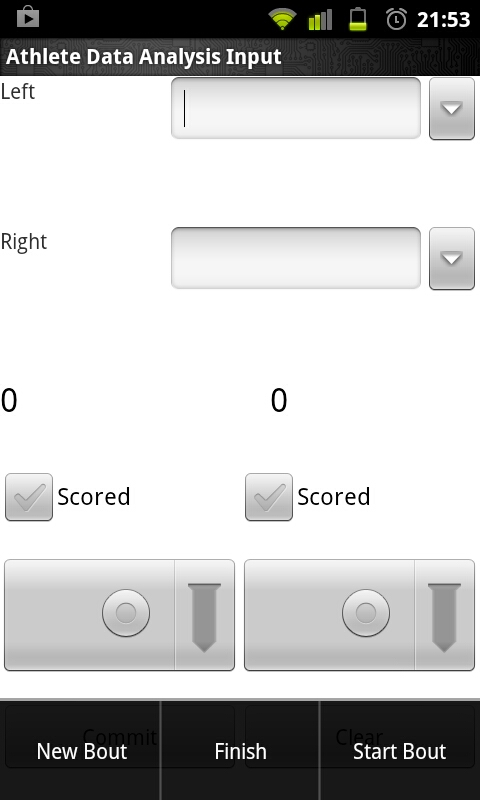 21:53
Athlete Data Analysis Input
Left
Right
0 0
Scored Scored
Commit Clear
New Bout Finish Start Bout